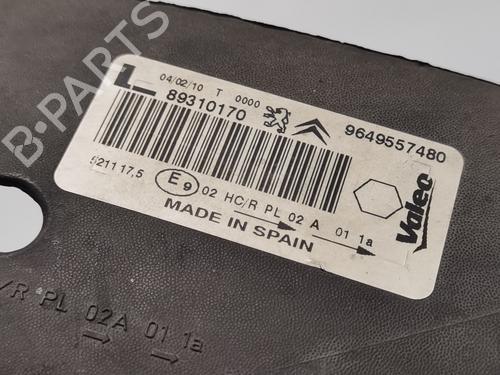 04/02/10 T 0000
L 89310170
9649557480
5211 17,5 E9 02 HC/R PL 02 A 01 1a
MADE IN SPAIN
Valeo
/R PL 02A 01 1a
B-PARTS